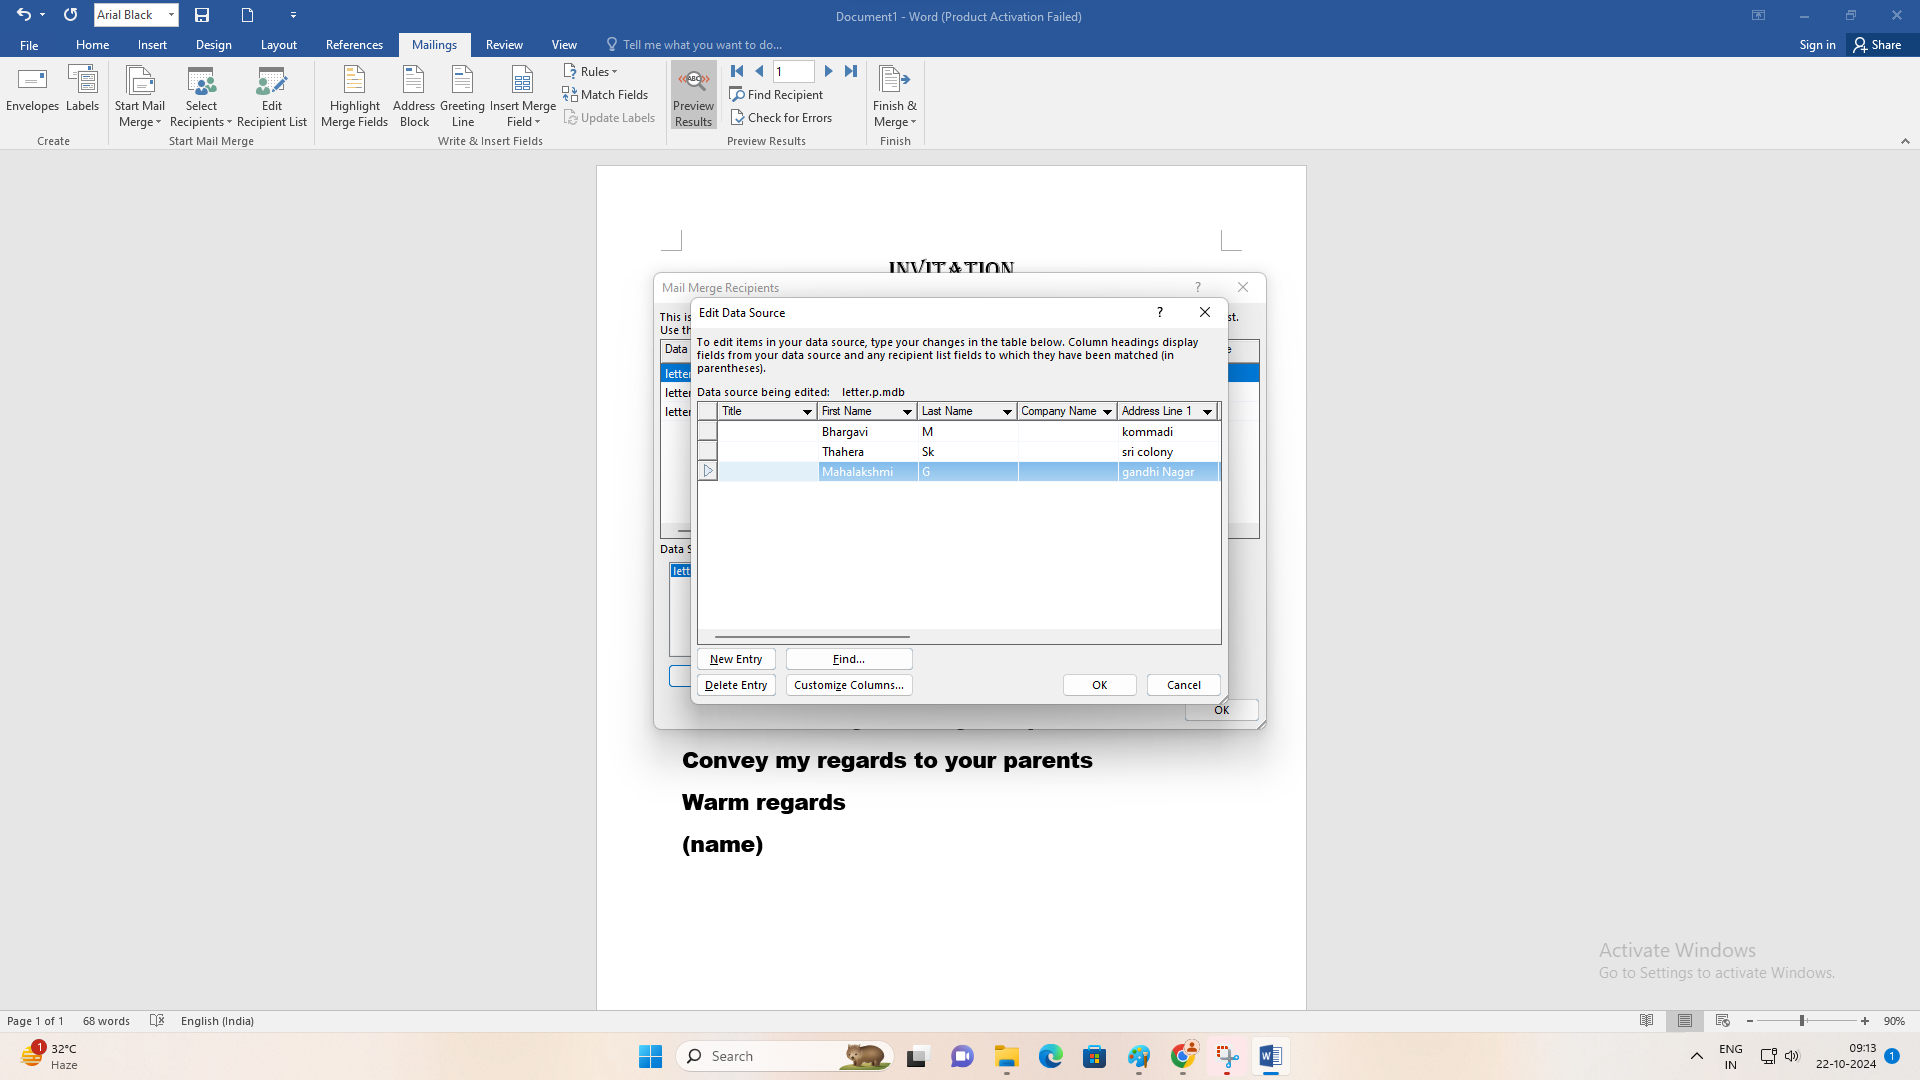 Arial Black
Document1 - Word (Product Activation Failed)
File Home Insert Design Layout References Mailings Review View Tell me what you want to do...
Sign in Share
Envelopes Labels
Start Mail Merge
Select Recipients
Edit Recipient List
Highlight Merge Fields
Address Block
Greeting Line
Insert Merge Field
Rules
Match Fields
Update Labels
ABC
Preview Results
1
Find Recipient
Check for Errors
Finish & Merge
Create
Start Mail Merge
Write & Insert Fields
Preview Results
Finish
INVITATION
Mail Merge Recipients
?
This is
st.
Use th
Data
letter
letter
letter
Data S
lett
OK
Edit Data Source
?
To edit items in your data source, type your changes in the table below. Column headings display
fields from your data source and any recipient list fields to which they have been matched (in
parentheses).
Data source being edited: letter.p.mdb
Title First Name Last Name Company Name Address Line 1
Bhargavi M kommadi
Thahera Sk sri colony
Mahalakshmi G gandhi Nagar
New Entry Find...
Delete Entry Customize Columns... OK Cancel
Convey my regards to your parents
Warm regards
(name)
Activate Windows
Go to Settings to activate Windows.
Page 1 of 1 68 words English (India)
90%
1
32°C
Haze
Search
ENG
IN
09:13
22-10-2024
1